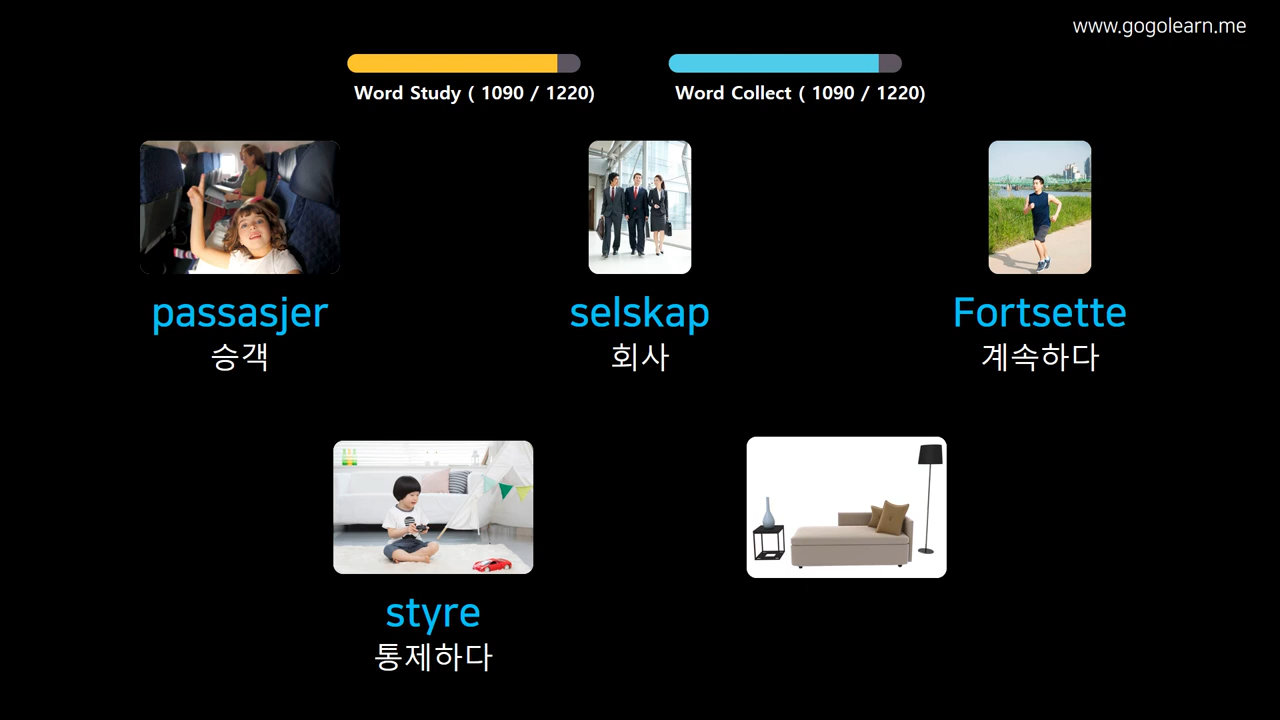 www.gogolearn.me
Word Study ( 1090 / 1220)
Word Collect ( 1090 / 1220)
passasjer
승객
selskap
회사
Fortsette
계속하다
styre
통제하다